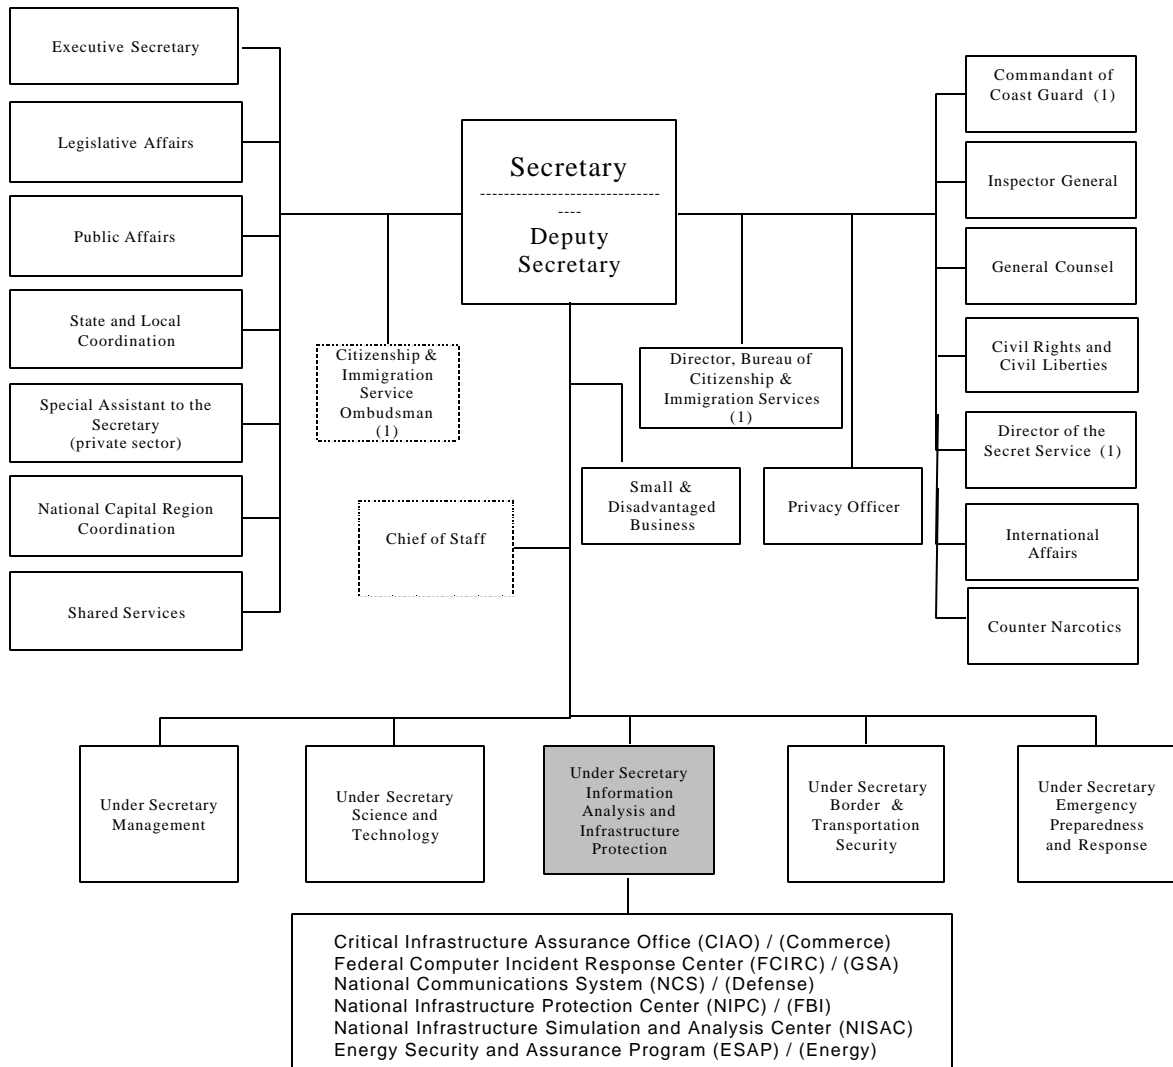 Executive Secretary
Legislative Affairs
Public Affairs
State and Local
Coordination
Special Assistant to the
Secretary
(private sector)
National Capital Region
Coordination
Shared Services
Secretary
------------------------------
----
Deputy
Secretary
Citizenship &
Immigration
Service
Ombudsman
(1)
Chief of Staff
Director, Bureau of
Citizenship &
Immigration Services
(1)
Small &
Disadvantaged
Business
Privacy Officer
Commandant of
Coast Guard (1)
Inspector General
General Counsel
Civil Rights and
Civil Liberties
Director of the
Secret Service (1)
International
Affairs
Counter Narcotics
Under Secretary
Management
Under Secretary
Science and
Technology
Under Secretary
Information
Analysis and
Infrastructure
Protection
Under Secretary
Border &
Transportation
Security
Under Secretary
Emergency
Preparedness
and Response
Critical Infrastructure Assurance Office (CIAO) / (Commerce)
Federal Computer Incident Response Center (FCIRC) / (GSA)
National Communications System (NCS) / (Defense)
National Infrastructure Protection Center (NIPC) / (FBI)
National Infrastructure Simulation and Analysis Center (NISAC)
Energy Security and Assurance Program (ESAP) / (Energy)